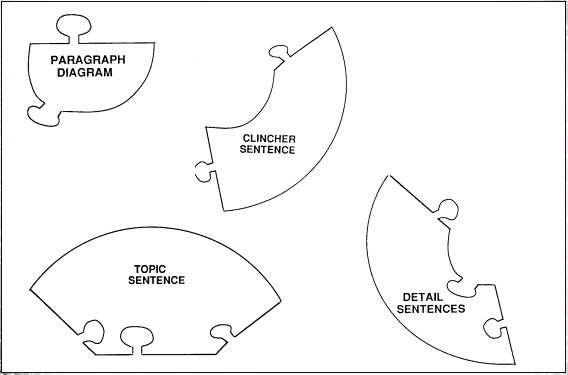 PARAGRAPH
DIAGRAM
CLINCHER
SENTENCE
TOPIC
SENTENCE
DETAIL
SENTENCES